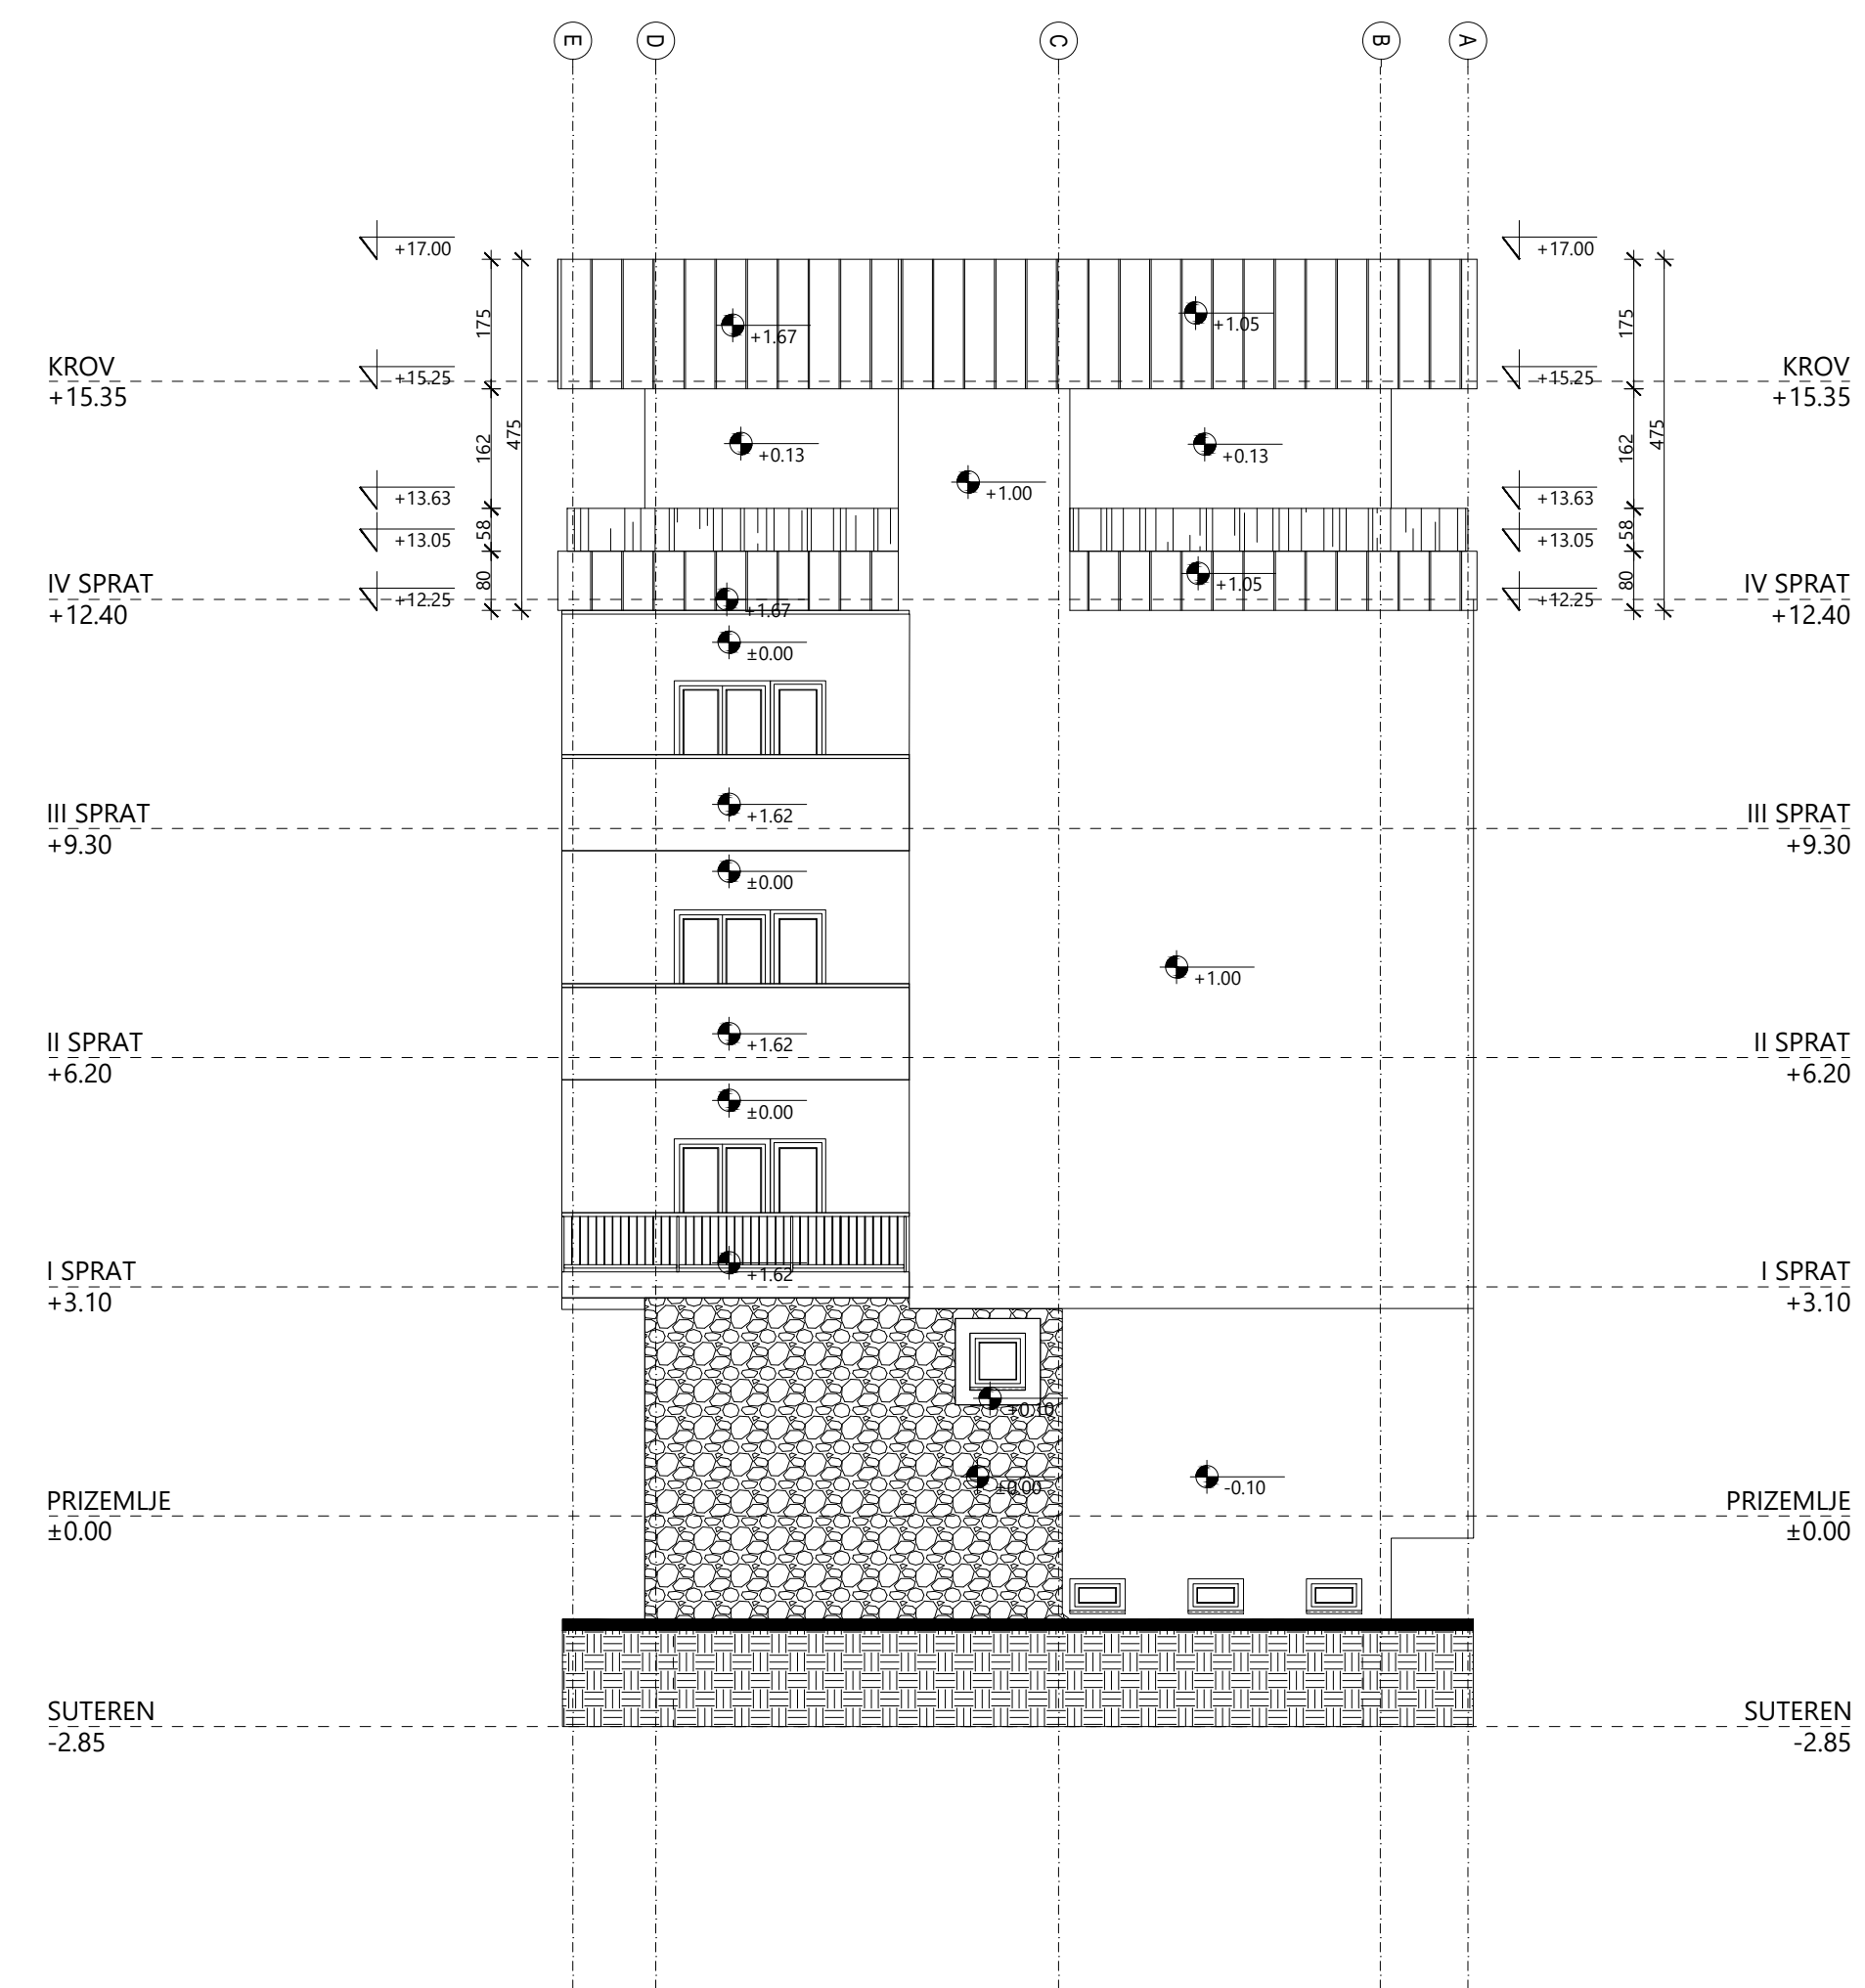 E D C B A
+17.00 +17.00
175 +1.67 +1.05 175
KROV +15.25 +15.25 KROV
+15.35 +15.35
162 475 +0.13 +0.13 162 475
+13.63 +1.00 +13.63
58 +13.05 58 +13.05
IV SPRAT 80 +1.05 80 IV SPRAT
+12.40 +12.25 +1.67 +12.25 +12.40
±0.00
III SPRAT +1.62 III SPRAT
+9.30 +9.30
±0.00
+1.00
II SPRAT +1.62 II SPRAT
+6.20 +6.20
±0.00
I SPRAT +1.62 I SPRAT
+3.10 +3.10
+0.10
±0.00 -0.10
PRIZEMLJE PRIZEMLJE
±0.00 ±0.00
SUTEREN SUTEREN
-2.85 -2.85